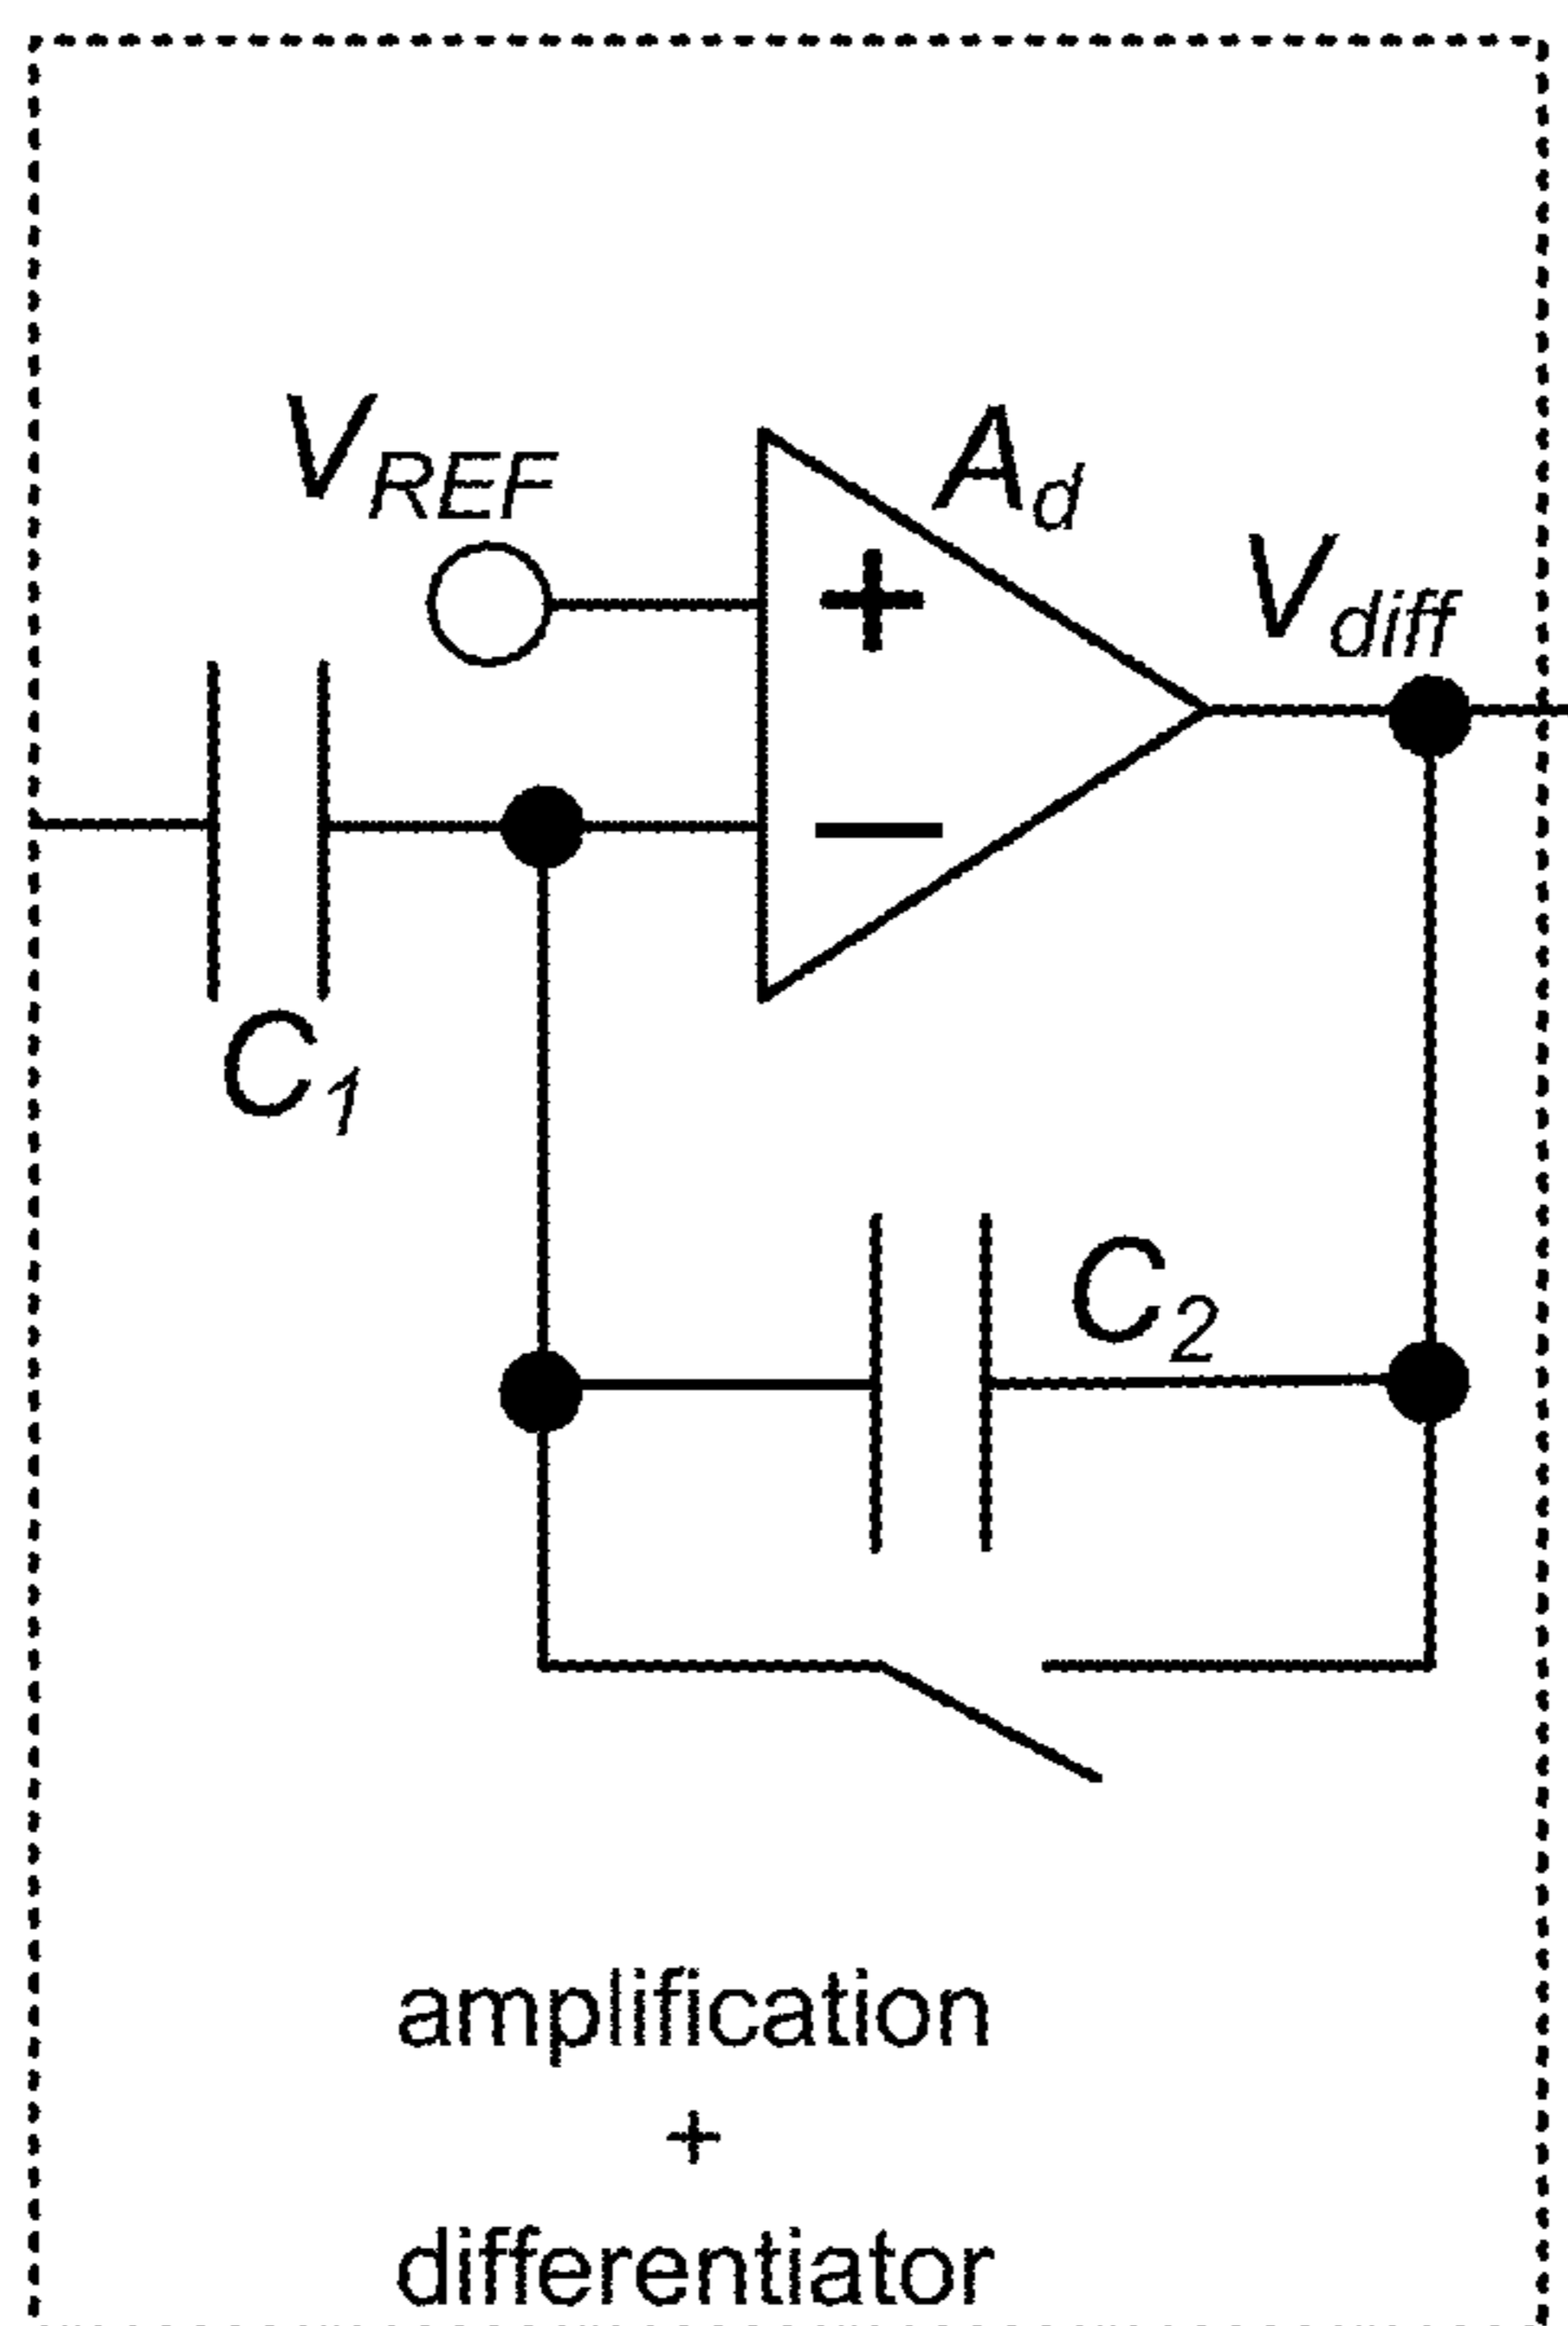 V_REF
A_d
+
V_diff
−
C_1
C_2
amplification
+
differentiator